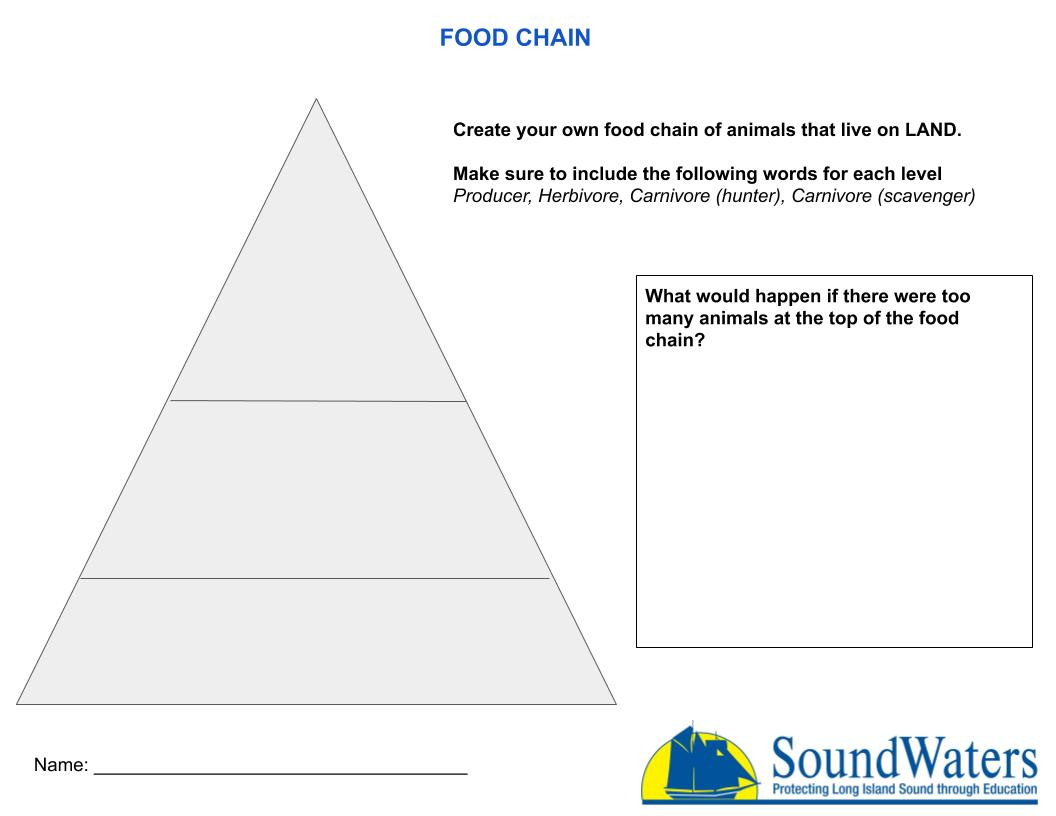 FOOD CHAIN
Create your own food chain of animals that live on LAND.
Make sure to include the following words for each level
Producer, Herbivore, Carnivore (hunter), Carnivore (scavenger)
What would happen if there were too
many animals at the top of the food
chain?
Name: ____________________________________
SoundWaters
Protecting Long Island Sound through Education